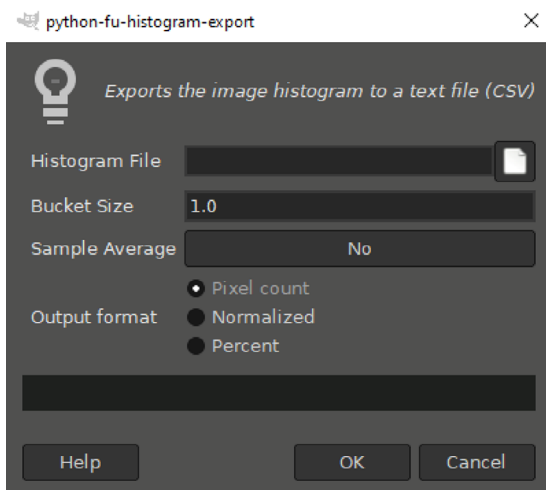 python-fu-histogram-export
Exports the image histogram to a text file (CSV)
Histogram File
Bucket Size 1.0
Sample Average No
Pixel count
Output format Normalized
Percent
Help OK Cancel